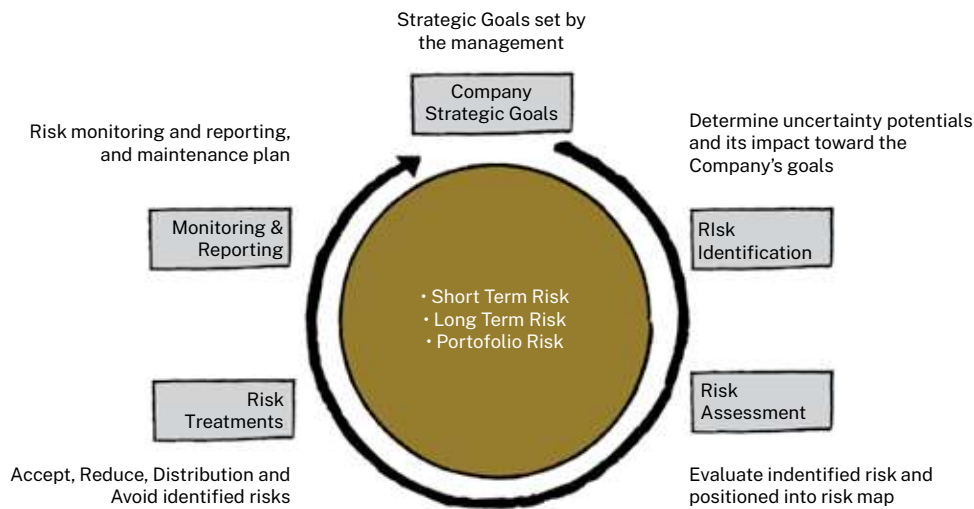 Strategic Goals set by
the management
Company
Strategic Goals
Determine uncertainty potentials
and its impact toward the
Company's goals
RIsk
Identification
Risk
Assessment
Evaluate indentified risk and
positioned into risk map
Risk
Treatments
Accept, Reduce, Distribution and
Avoid identified risks
Monitoring &
Reporting
Risk monitoring and reporting,
and maintenance plan
• Short Term Risk
• Long Term Risk
• Portofolio Risk